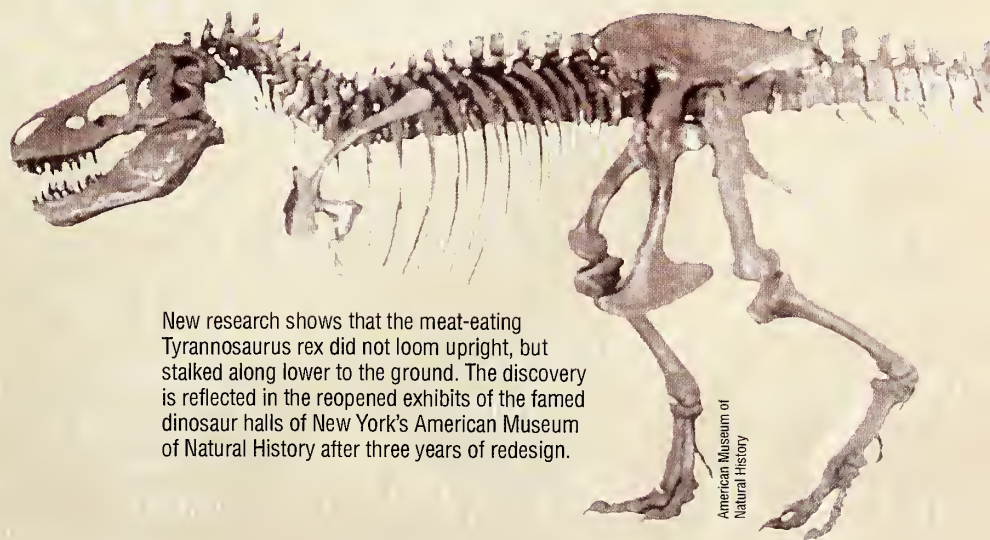 New research shows that the meat-eating
Tyrannosaurus rex did not loom upright, but
stalked along lower to the ground. The discovery
is reflected in the reopened exhibits of the famed
dinosaur halls of New York's American Museum
of Natural History after three years of redesign.
American Museum of
Natural History